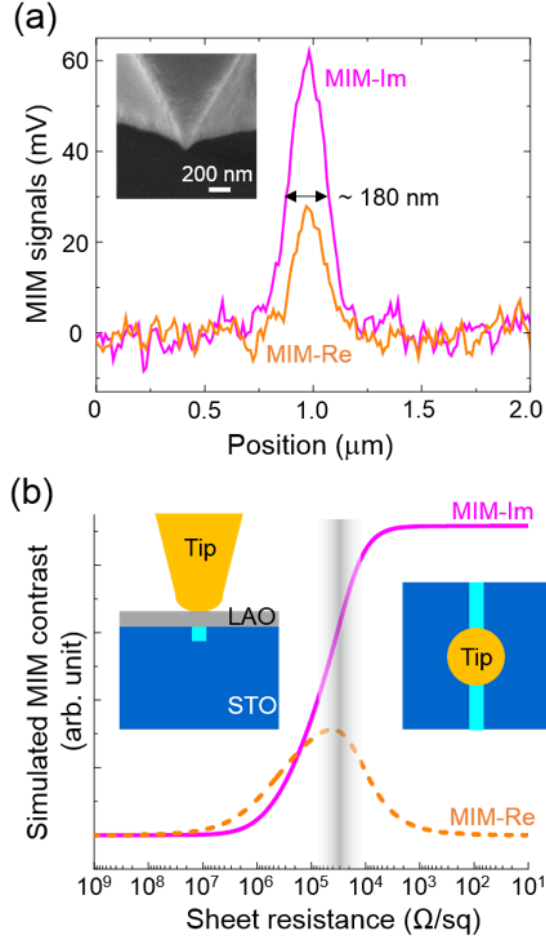 (a)
60
40
20
0
MIM signals (mV)
MIM-Im
200 nm
~ 180 nm
MIM-Re
0 0.5 1.0 1.5 2.0
Position (μm)
(b)
Simulated MIM contrast
(arb. unit)
MIM-Im
Tip
LAO
STO
Tip
MIM-Re
10⁹ 10⁸ 10⁷ 10⁶ 10⁵ 10⁴ 10³ 10² 10¹
Sheet resistance (Ω/sq)